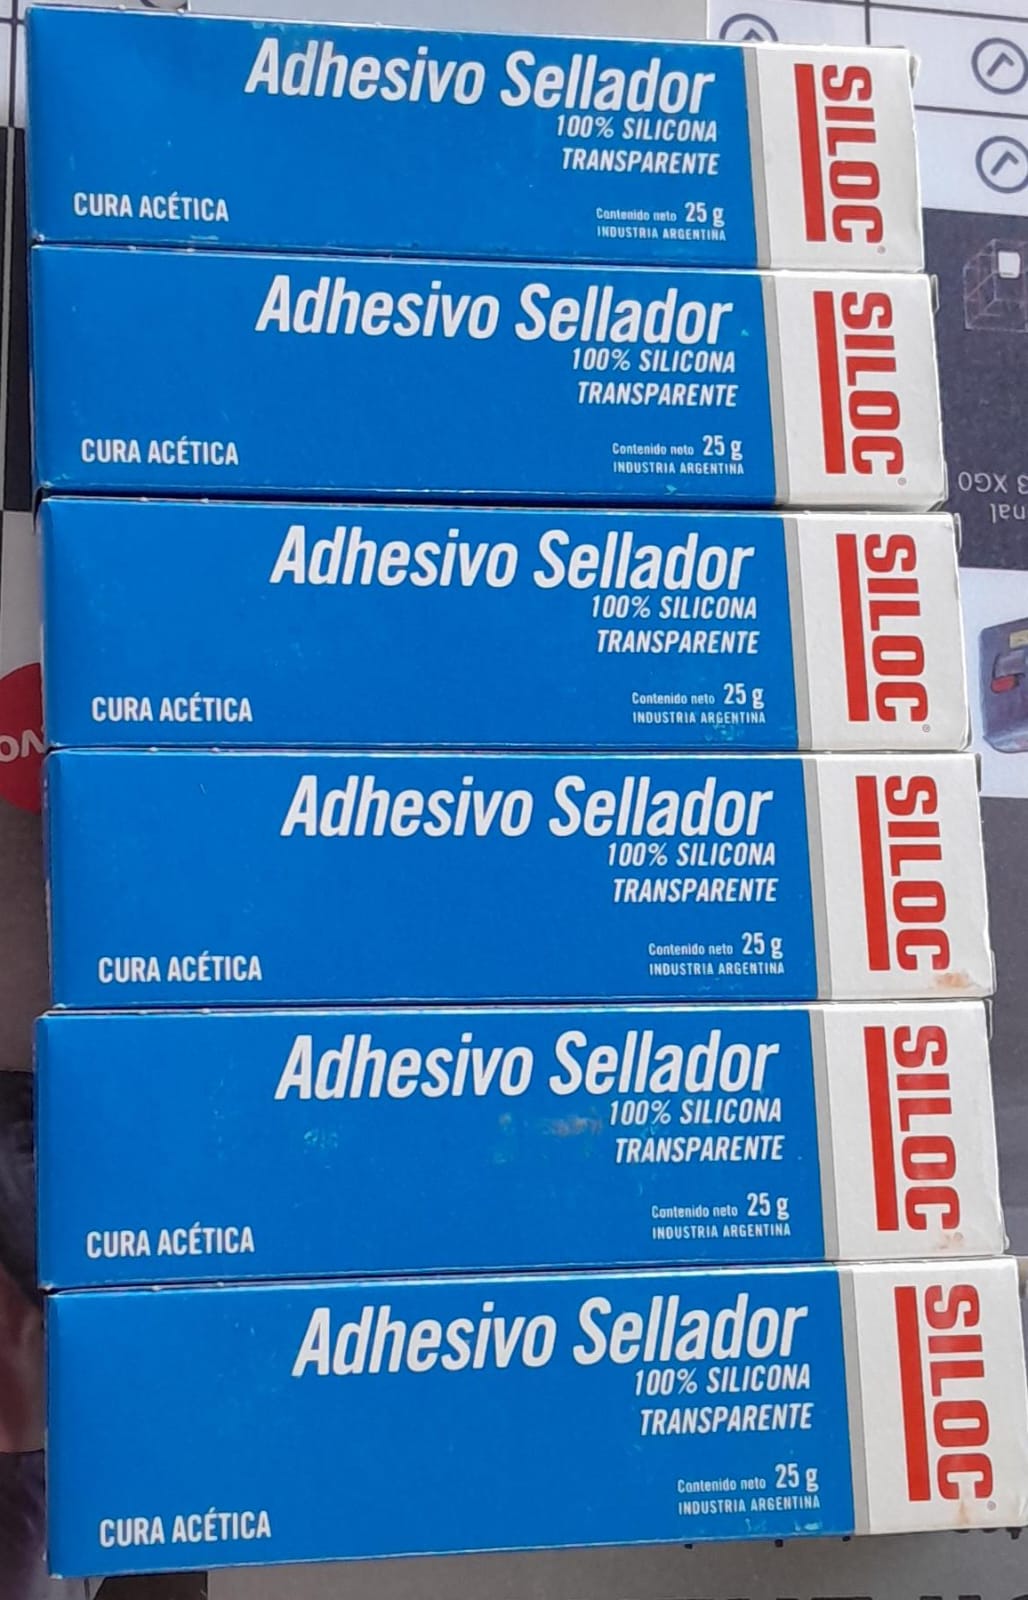 Adhesivo Sellador
100% SILICONA
TRANSPARENTE
CURA ACÉTICA
Contenido neto 25 g
INDUSTRIA ARGENTINA
SILOC®
Adhesivo Sellador
100% SILICONA
TRANSPARENTE
CURA ACÉTICA
Contenido neto 25 g
INDUSTRIA ARGENTINA
SILOC®
Adhesivo Sellador
100% SILICONA
TRANSPARENTE
CURA ACÉTICA
Contenido neto 25 g
INDUSTRIA ARGENTINA
SILOC®
Adhesivo Sellador
100% SILICONA
TRANSPARENTE
CURA ACÉTICA
Contenido neto 25 g
INDUSTRIA ARGENTINA
SILOC
Adhesivo Sellador
100% SILICONA
TRANSPARENTE
CURA ACÉTICA
Contenido neto 25 g
INDUSTRIA ARGENTINA
SILOC®
Adhesivo Sellador
100% SILICONA
TRANSPARENTE
CURA ACÉTICA
Contenido neto 25 g
INDUSTRIA ARGENTINA
SILOC®